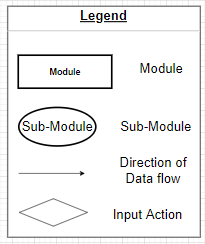 Legend
Module Module
Sub-Module Sub-Module
Direction of
Data flow
Input Action